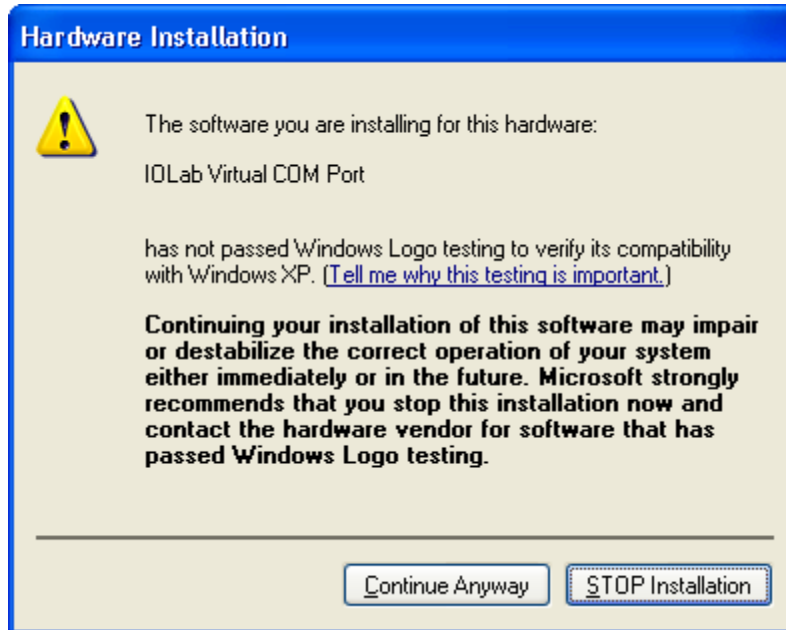 Hardware Installation
The software you are installing for this hardware:
IOLab Virtual COM Port
has not passed Windows Logo testing to verify its compatibility
with Windows XP. (Tell me why this testing is important.)
Continuing your installation of this software may impair
or destabilize the correct operation of your system
either immediately or in the future. Microsoft strongly
recommends that you stop this installation now and
contact the hardware vendor for software that has
passed Windows Logo testing.
Continue Anyway
STOP Installation